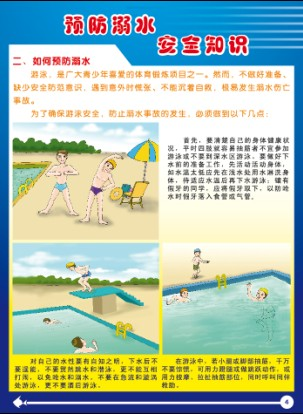 预防溺水
安全知识
二、如何预防溺水
游泳，是广大青少年喜爱的体育锻炼项目之一。然而，不做好准备、
缺少安全防范意识，遇到意外时慌张、不能沉着自救，极易发生溺水伤亡
事故。
为了确保游泳安全，防止溺水事故的发生，必须做到以下几点：
首先，要清楚自己的身体健康状
况，平时四肢就容易抽筋者不宜参加
游泳或不要到深水区游泳。要做好下
水前的准备工作，先活动活动身体，
如水温太低应先在浅水处用水淋洗身
体，待适应水温后再下水游泳；镶有
假牙的同学，应将假牙取下，以防呛
水时假牙落入食管或气管。
对自己的水性要有自知之明，下水后不
要逞能，不要贸然跳水和潜泳，更不能互相
打闹，以免呛水和溺水。不要在急流和漩涡
处游泳，更不要酒后游泳。
在游泳中，若小腿或脚部抽筋，千万
不要惊慌，可用力蹬腿或做跳跃动作，或
用力按摩、拉扯抽筋部位，同时呼叫同伴
救助。
4